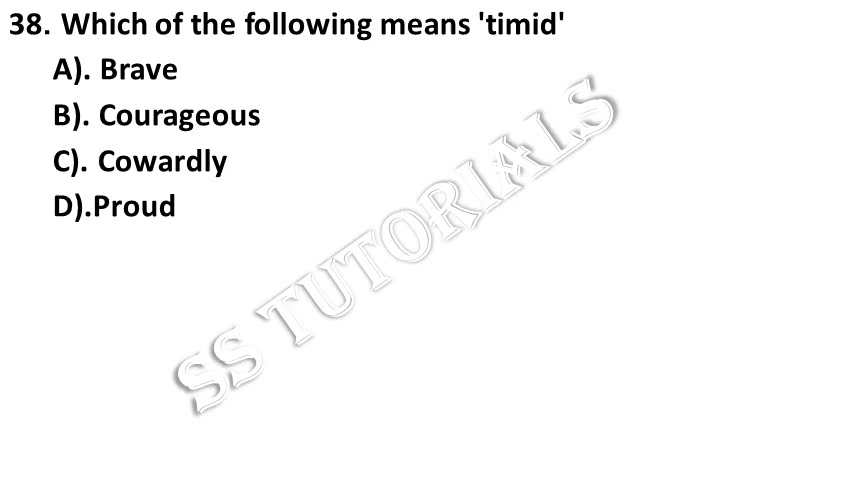 38. Which of the following means 'timid'
A). Brave
B). Courageous
C). Cowardly
D).Proud
SS TUTORIALS